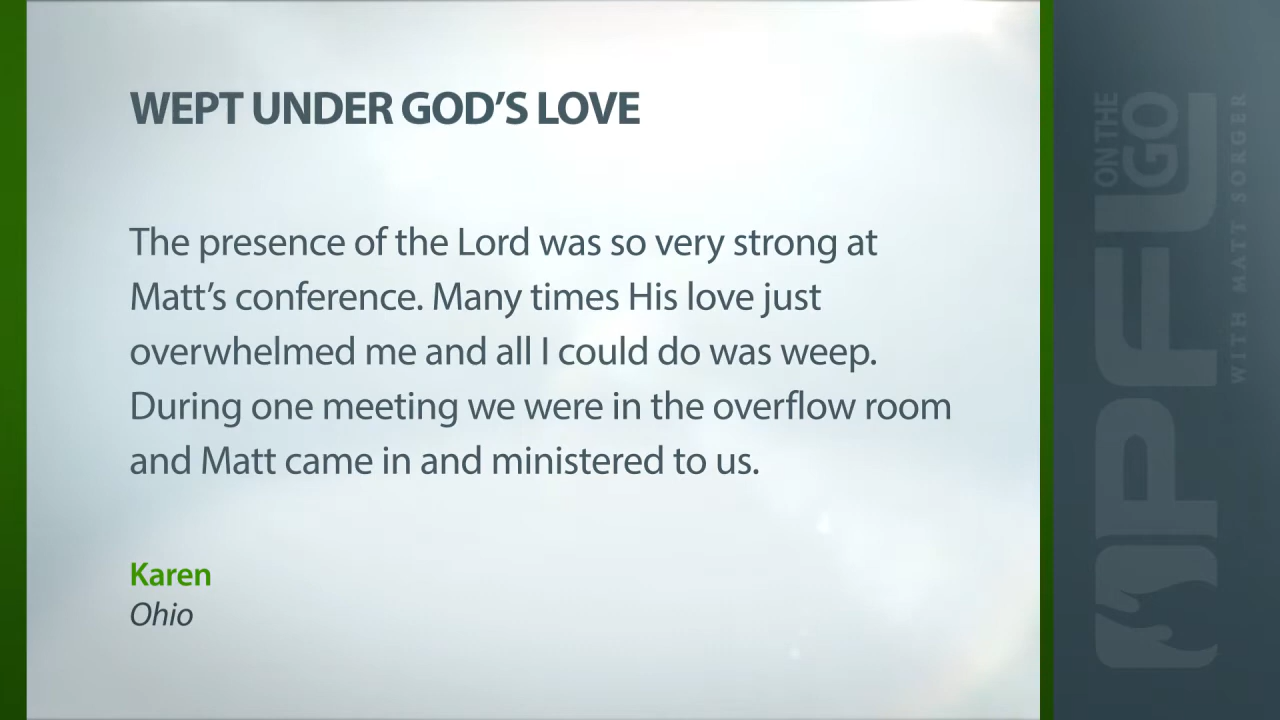 WEPT UNDER GOD'S LOVE
The presence of the Lord was so very strong at
Matt's conference. Many times His love just
overwhelmed me and all I could do was weep.
During one meeting we were in the overflow room
and Matt came in and ministered to us.
Karen
Ohio
ON THE
GO
WITH MATT SORGER